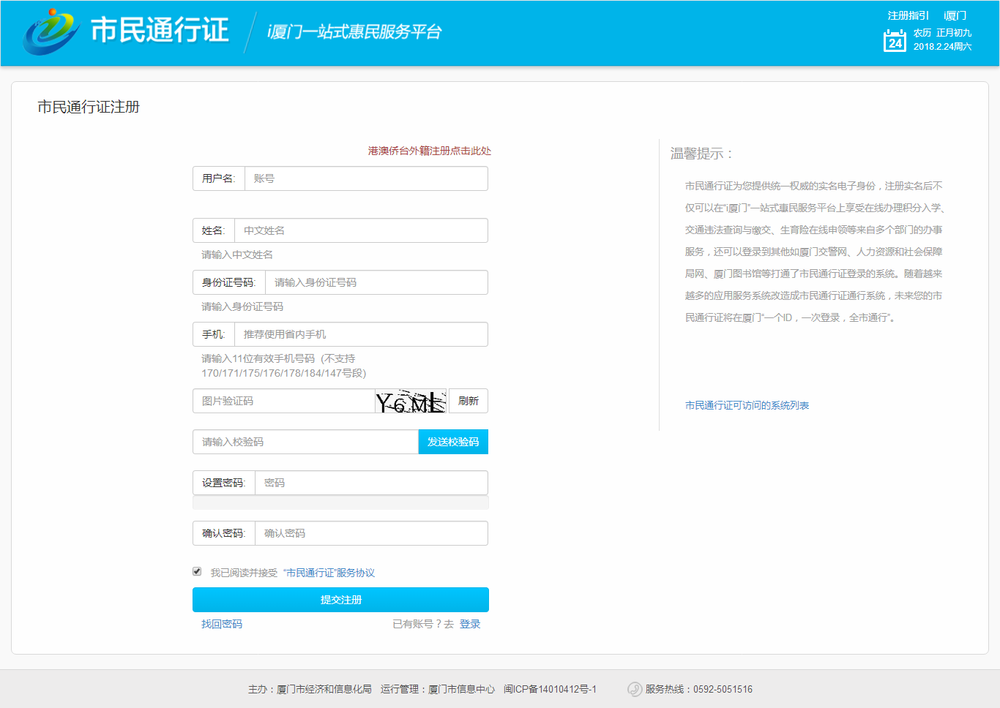 市民通行证
i厦门一站式惠民服务平台
注册指引 i厦门
24
农历 正月初九
2018.2.24周六
市民通行证注册
港澳侨台外籍注册点击此处
用户名: 账号
姓名: 中文姓名
请输入中文姓名
身份证号码: 请输入身份证号码
请输入身份证号码
手机: 推荐使用省内手机
请输入11位有效手机号码 (不支持
170/171/175/176/178/184/147号段)
图片验证码 Y6ML 刷新
请输入校验码 发送校验码
设置密码: 密码
确认密码: 确认密码
我已阅读并接受 “市民通行证”服务协议
提交注册
找回密码 已有账号？去 登录
温馨提示：
市民通行证为您提供统一权威的实名电子身份，注册实名后不
仅可以在“i厦门”一站式惠民服务平台上享受在线办理积分入学、
交通违法查询与缴交、生育险在线申领等来自多个部门的办事
服务，还可以登录到其他如厦门交警网、人力资源和社会保障
局网、厦门图书馆等打通了市民通行证登录的系统。随着越来
越多的应用服务系统改造成市民通行证通行系统，未来您的市
民通行证将在厦门“一个ID，一次登录，全市通行”。
市民通行证可访问的系统列表
主办：厦门市经济和信息化局 运行管理：厦门市信息中心 闽ICP备14010412号-1 服务热线：0592-5051516